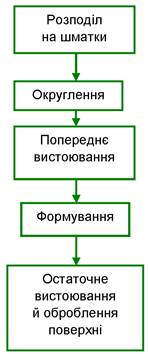 Розподіл
на шматки
Округлення
Попереднє
вистоювання
Формування
Остаточне
вистоювання
й оброблення
поверхні